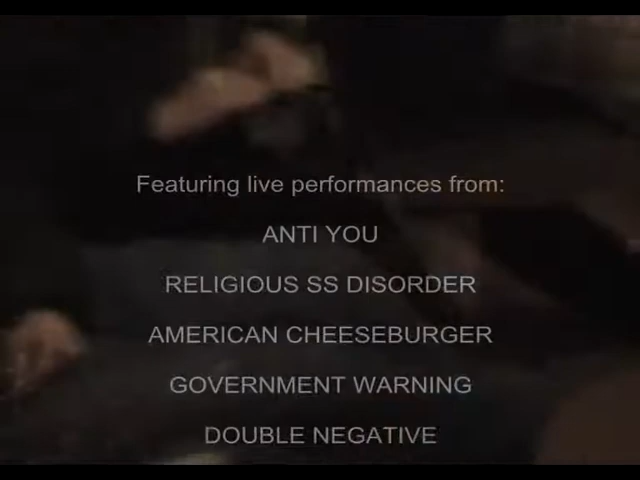 Featuring live performances from:
ANTI YOU
RELIGIOUS SS DISORDER
AMERICAN CHEESEBURGER
GOVERNMENT WARNING
DOUBLE NEGATIVE